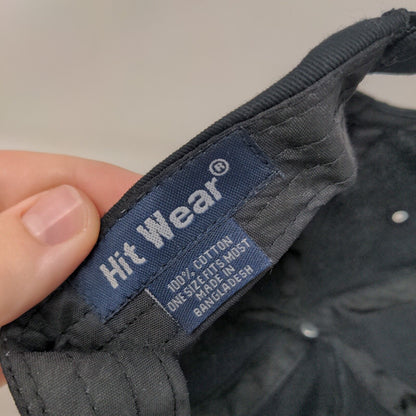 Hit Wear®
100% COTTON
ONE SIZE FITS MOST
MADE IN
BANGLADESH